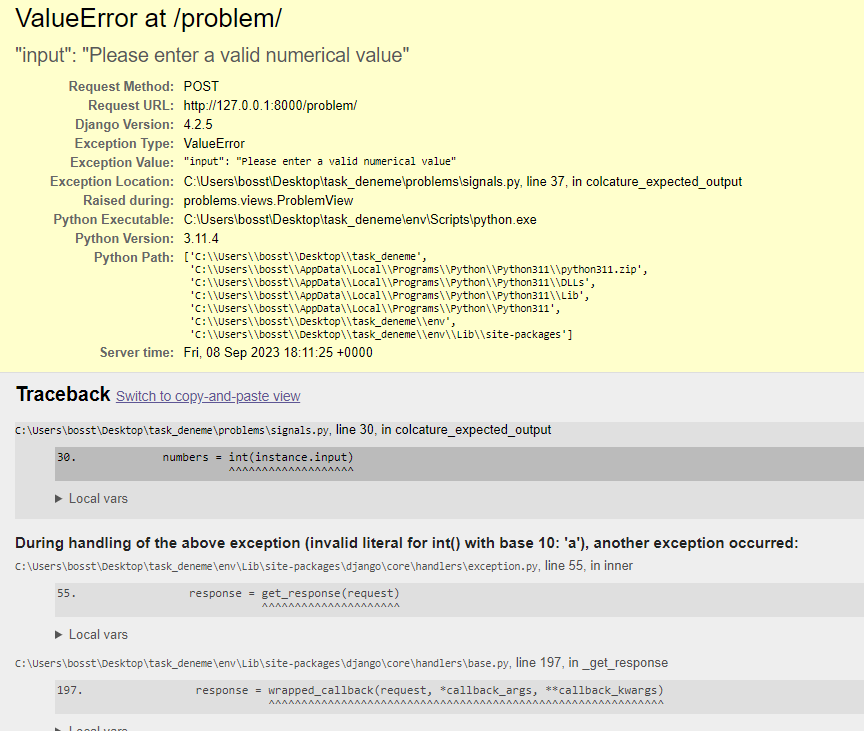 ValueError at /problem/
"input": "Please enter a valid numerical value"
Request Method: POST
Request URL: http://127.0.0.1:8000/problem/
Django Version: 4.2.5
Exception Type: ValueError
Exception Value: "input": "Please enter a valid numerical value"
Exception Location: C:\Users\bosst\Desktop\task_deneme\problems\signals.py, line 37, in colcature_expected_output
Raised during: problems.views.ProblemView
Python Executable: C:\Users\bosst\Desktop\task_deneme\env\Scripts\python.exe
Python Version: 3.11.4
Python Path: ['C:\\Users\\bosst\\Desktop\\task_deneme',
'C:\\Users\\bosst\\AppData\\Local\\Programs\\Python\\Python311\\python311.zip',
'C:\\Users\\bosst\\AppData\\Local\\Programs\\Python\\Python311\\DLLs',
'C:\\Users\\bosst\\AppData\\Local\\Programs\\Python\\Python311\\Lib',
'C:\\Users\\bosst\\AppData\\Local\\Programs\\Python\\Python311',
'C:\\Users\\bosst\\Desktop\\task_deneme\\env',
'C:\\Users\\bosst\\Desktop\\task_deneme\\env\\Lib\\site-packages']
Server time: Fri, 08 Sep 2023 18:11:25 +0000
Traceback Switch to copy-and-paste view
C:\Users\bosst\Desktop\task_deneme\problems\signals.py, line 30, in colcature_expected_output
30. numbers = int(instance.input)
^^^^^^^^^^^^^^^^^^^
▶ Local vars
During handling of the above exception (invalid literal for int() with base 10: 'a'), another exception occurred:
C:\Users\bosst\Desktop\task_deneme\env\Lib\site-packages\django\core\handlers\exception.py, line 55, in inner
55. response = get_response(request)
^^^^^^^^^^^^^^^^^^^^^
▶ Local vars
C:\Users\bosst\Desktop\task_deneme\env\Lib\site-packages\django\core\handlers\base.py, line 197, in _get_response
197. response = wrapped_callback(request, *callback_args, **callback_kwargs)
^^^^^^^^^^^^^^^^^^^^^^^^^^^^^^^^^^^^^^^^^^^^^^^^^^^^^^^^^^^^
▶ Local vars